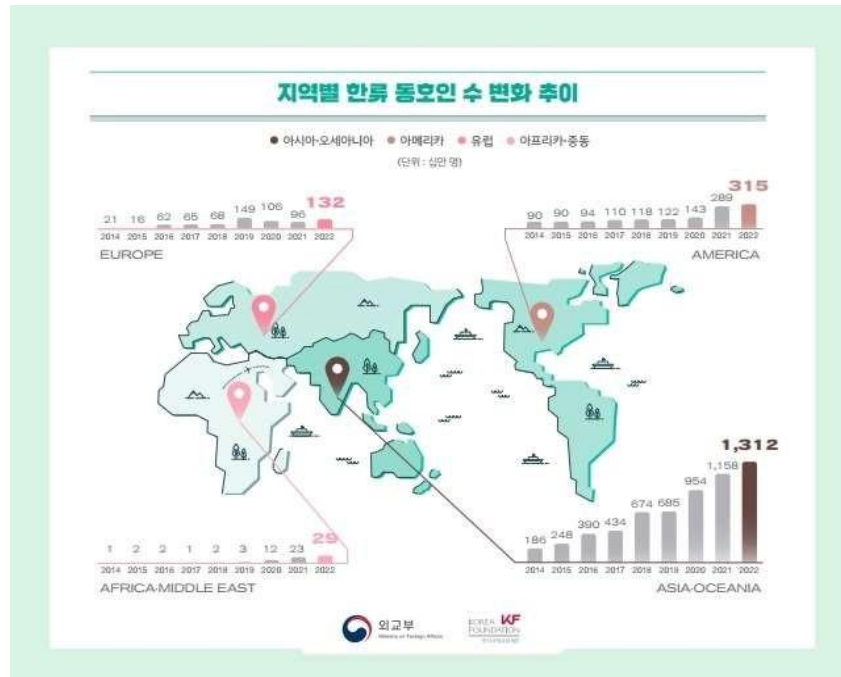 지역별 한류 동호인 수 변화 추이
● 아시아-오세아니아 ● 아메리카 ● 유럽 ● 아프리카-중동
(단위 : 십만 명)
21 16 62 65 68 149 106 96 132
2014 2015 2016 2017 2018 2019 2020 2021 2022
EUROPE
90 90 94 110 118 122 143 289 315
2014 2015 2016 2017 2018 2019 2020 2021 2022
AMERICA
1 2 2 1 2 3 12 23 29
2014 2015 2016 2017 2018 2019 2020 2021 2022
AFRICA-MIDDLE EAST
186 248 390 434 674 685 954 1,158 1,312
2014 2015 2016 2017 2018 2019 2020 2021 2022
ASIA-OCEANIA
외교부
Ministry of Foreign Affairs
KOREA KF
FOUNDATION